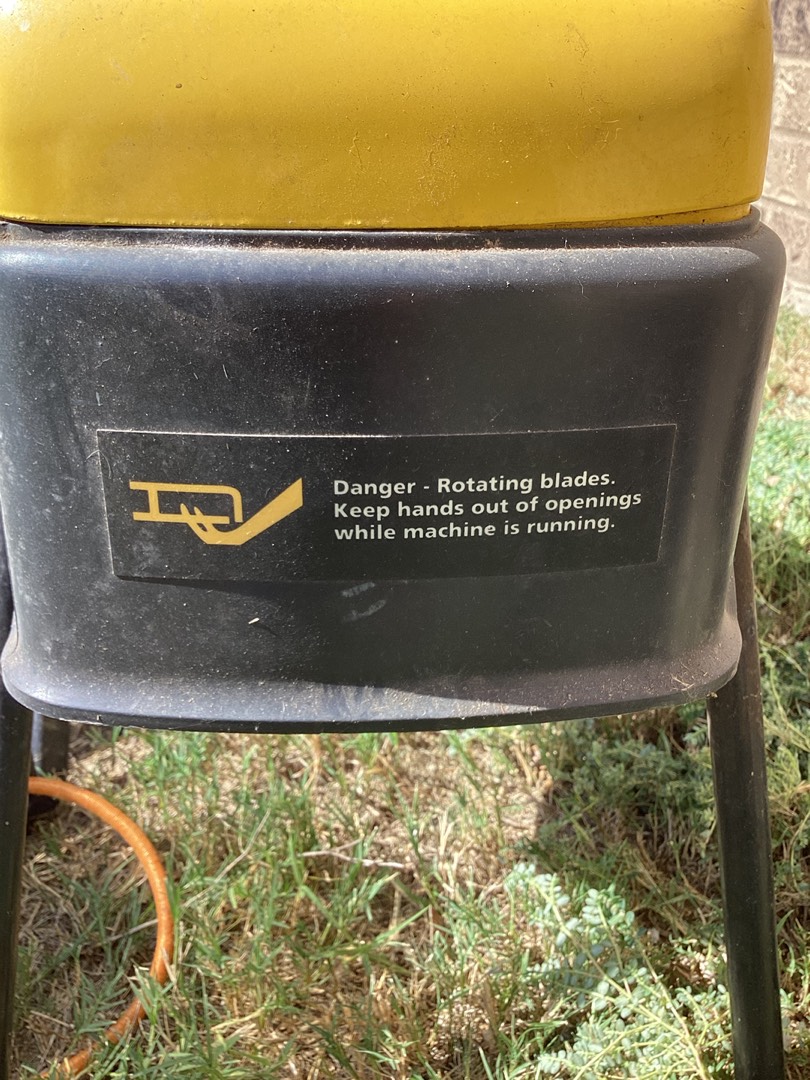 Danger - Rotating blades.
Keep hands out of openings
while machine is running.